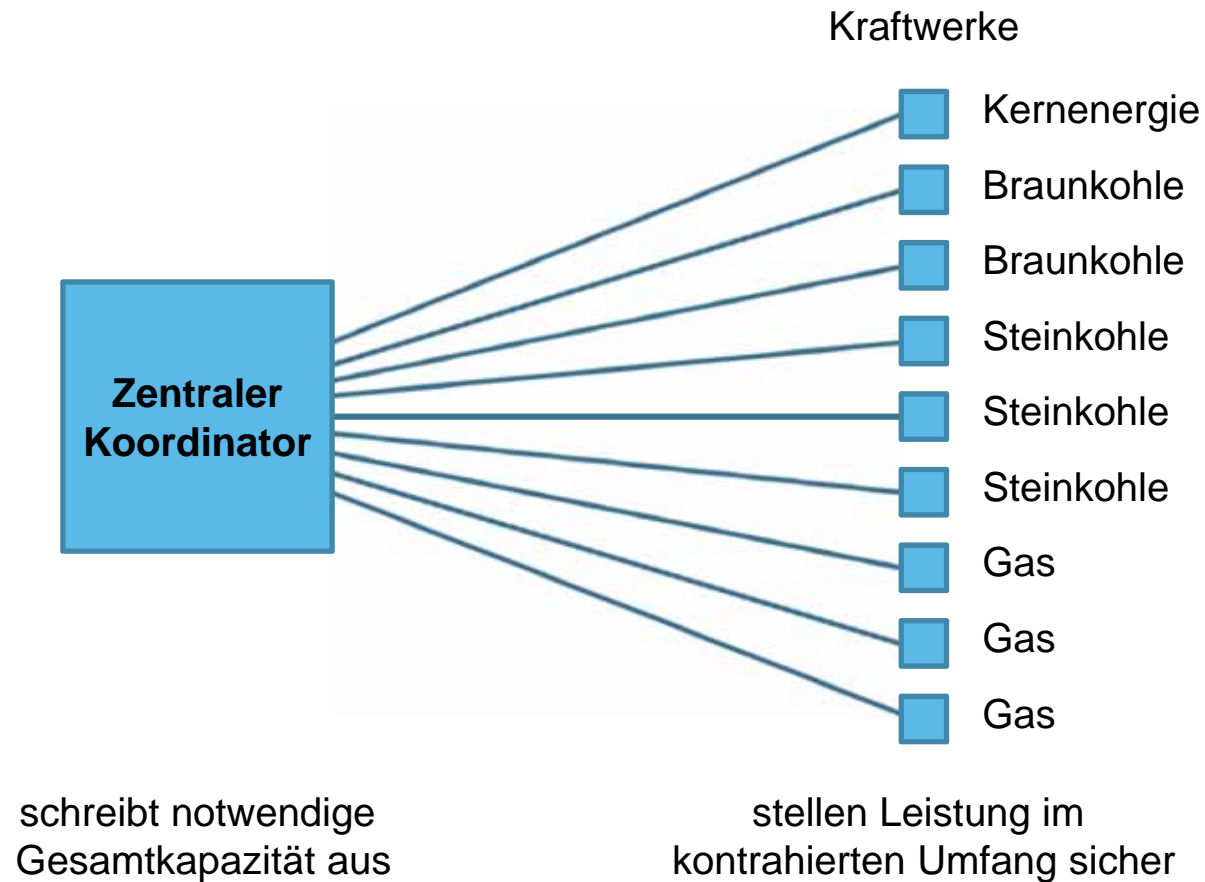 Kraftwerke
Kernenergie
Braunkohle
Braunkohle
Steinkohle
Zentraler
Koordinator
Steinkohle
Steinkohle
Gas
Gas
Gas
schreibt notwendige
Gesamtkapazität aus
stellen Leistung im
kontrahierten Umfang sicher